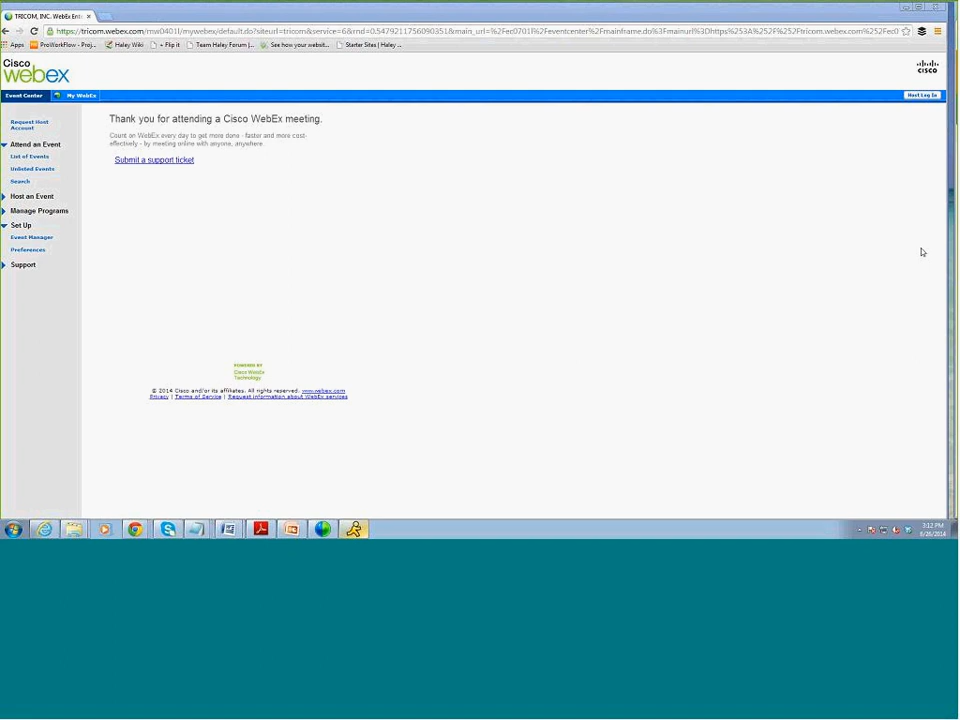 TRICOM, INC. WebEx Ent
https://tricom.webex.com/mw0401l/mywebex/default.do?siteurl=tricom&service=6&rnd=0.5479211756090351&main_url=%2Fec0701l%2Feventcenter%2Fmainframe.do%3Fmainurl%3Dhttps%253A%252F%252Ftricom.webex.com%252Fec07
Apps ProWorkFlow - Proj... Haley Wiki + Flip it Team Haley Forum |... See how your websit... Starter Sites | Haley ...
Cisco
webex
CISCO
Event Center My WebEx Host Log In
Request Host
Account
Attend an Event
List of Events
Unlisted Events
Search
Host an Event
Manage Programs
Set Up
Event Manager
Preferences
Support
Thank you for attending a Cisco WebEx meeting.
Count on WebEx every day to get more done - faster and more cost-
effectively - by meeting online with anyone, anywhere.
Submit a support ticket
POWERED BY
Cisco WebEx
Technology
© 2014 Cisco and/or its affiliates. All rights reserved. www.webex.com
Privacy | Terms of Service | Request information about WebEx services
3:12 PM
8/26/2014